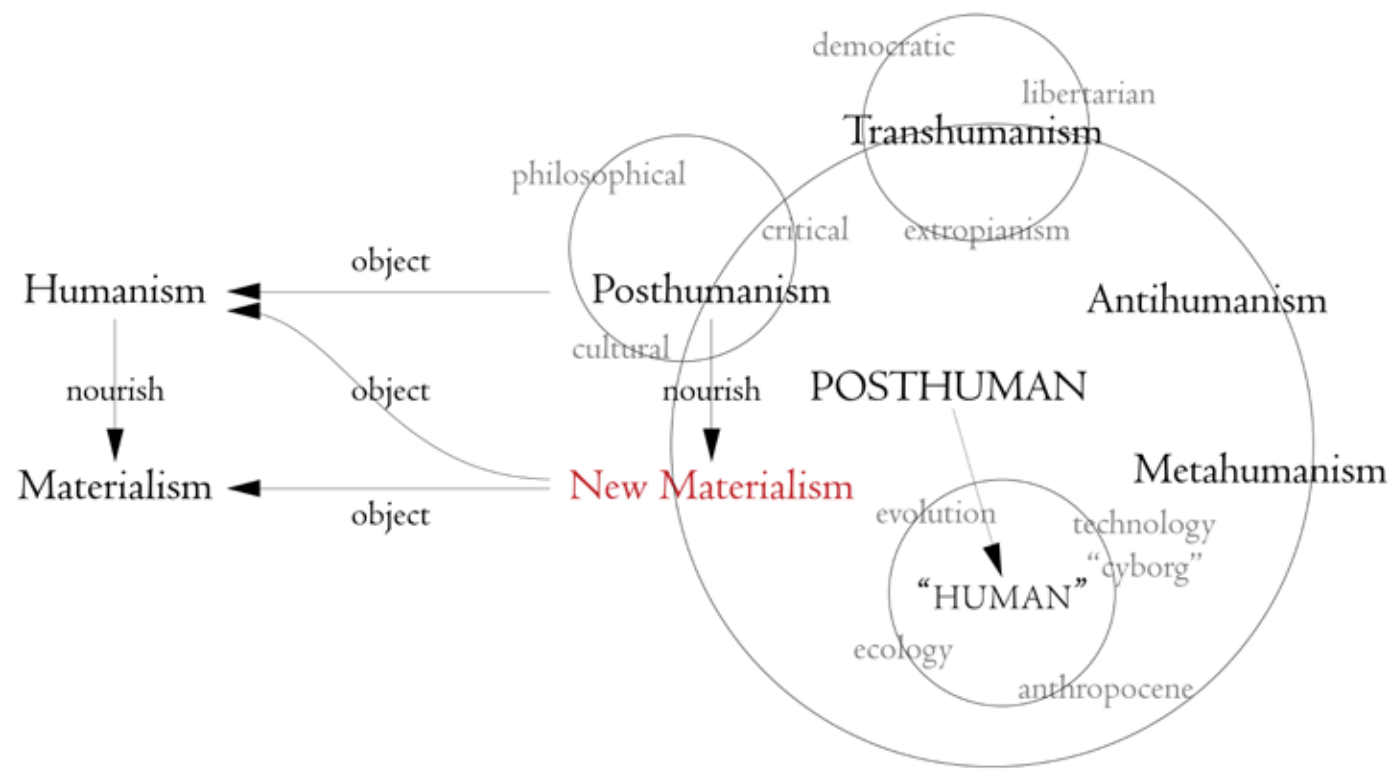 democratic
libertarian
Transhumanism
philosophical
critical
extropianism
object
Humanism
Posthumanism
Antihumanism
cultural
nourish
object
nourish
POSTHUMAN
Materialism
New Materialism
Metahumanism
object
evolution
technology
“cyborg”
“HUMAN”
ecology
anthropocene